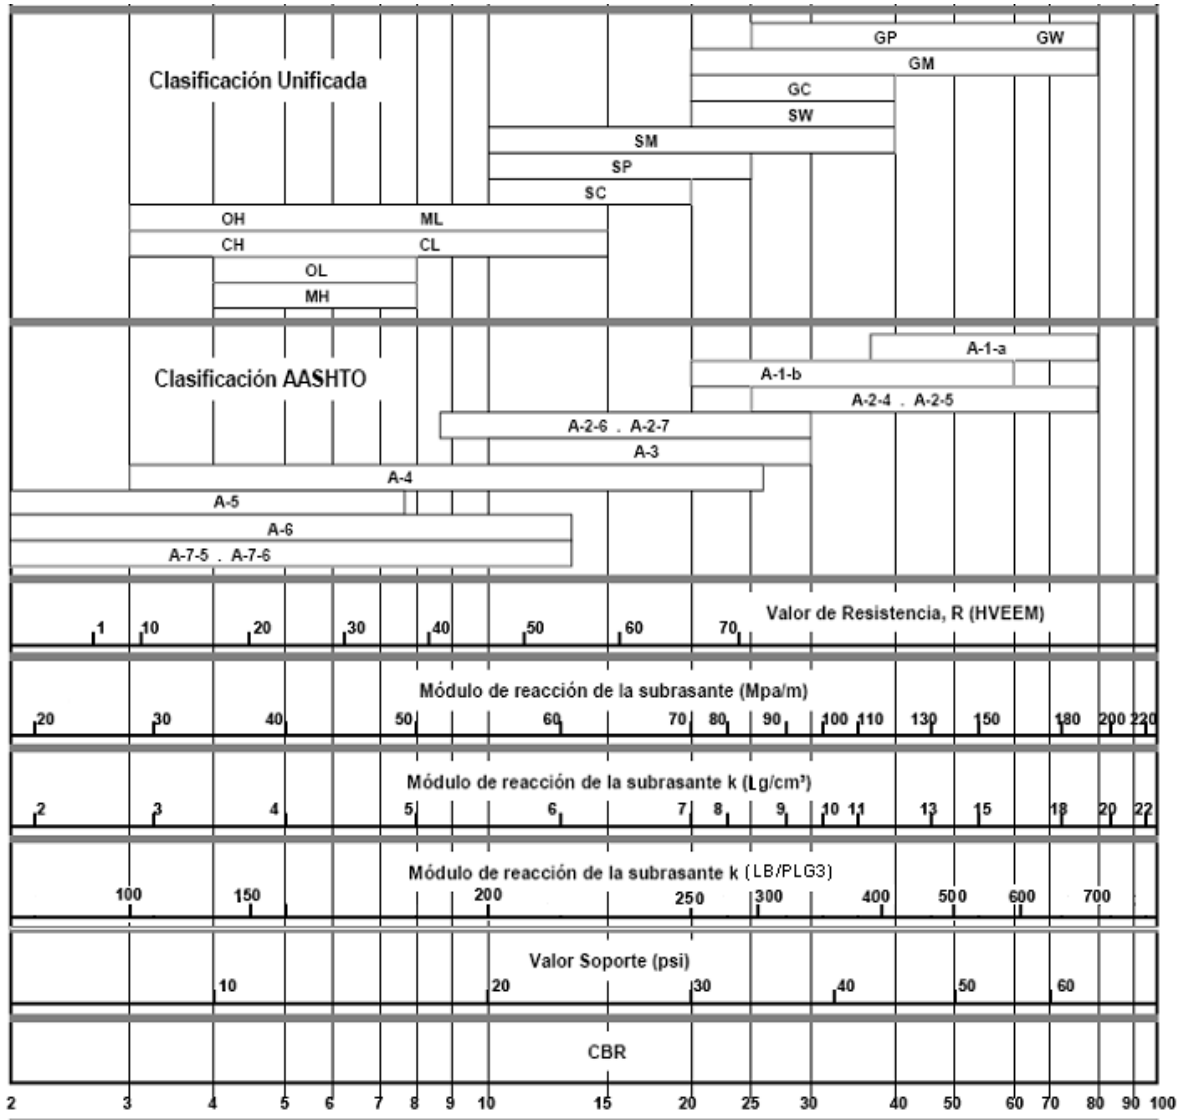 GP GW
GM
Clasificación Unificada
GC
SW
SM
SP
SC
OH ML
CH CL
OL
MH
A-1-a
Clasificación AASHTO
A-1-b
A-2-4 . A-2-5
A-2-6 . A-2-7
A-3
A-4
A-5
A-6
A-7-5 . A-7-6
Valor de Resistencia, R (HVEEM)
1 10 20 30 40 50 60 70
Módulo de reacción de la subrasante (Mpa/m)
20 30 40 50 60 70 80 90 100 110 130 150 180 200 220
Módulo de reacción de la subrasante k (Lg/cm³)
2 3 4 5 6 7 8 9 10 11 13 15 18 20 22
Módulo de reacción de la subrasante k (LB/PLG3)
100 150 200 250 300 400 500 600 700
Valor Soporte (psi)
10 20 30 40 50 60
CBR
2 3 4 5 6 7 8 9 10 15 20 25 30 40 50 60 70 80 90 100